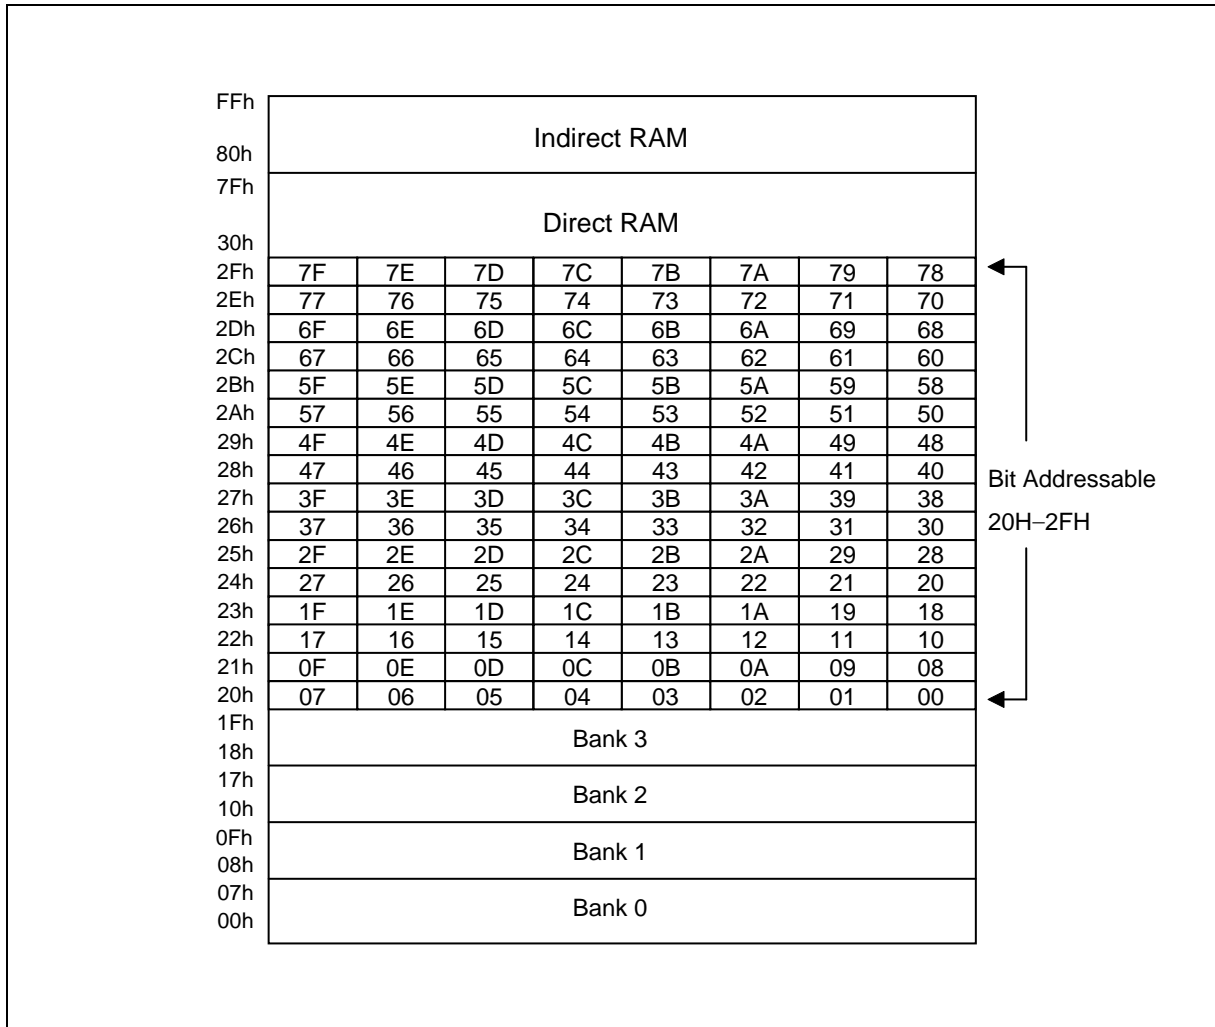 FFh
Indirect RAM
80h
7Fh
Direct RAM
30h
2Fh 7F 7E 7D 7C 7B 7A 79 78
2Eh 77 76 75 74 73 72 71 70
2Dh 6F 6E 6D 6C 6B 6A 69 68
2Ch 67 66 65 64 63 62 61 60
2Bh 5F 5E 5D 5C 5B 5A 59 58
2Ah 57 56 55 54 53 52 51 50
29h 4F 4E 4D 4C 4B 4A 49 48
28h 47 46 45 44 43 42 41 40
Bit Addressable
27h 3F 3E 3D 3C 3B 3A 39 38
26h 37 36 35 34 33 32 31 30
20H–2FH
25h 2F 2E 2D 2C 2B 2A 29 28
24h 27 26 25 24 23 22 21 20
23h 1F 1E 1D 1C 1B 1A 19 18
22h 17 16 15 14 13 12 11 10
21h 0F 0E 0D 0C 0B 0A 09 08
20h 07 06 05 04 03 02 01 00
1Fh
Bank 3
18h
17h
Bank 2
10h
0Fh
Bank 1
08h
07h
Bank 0
00h